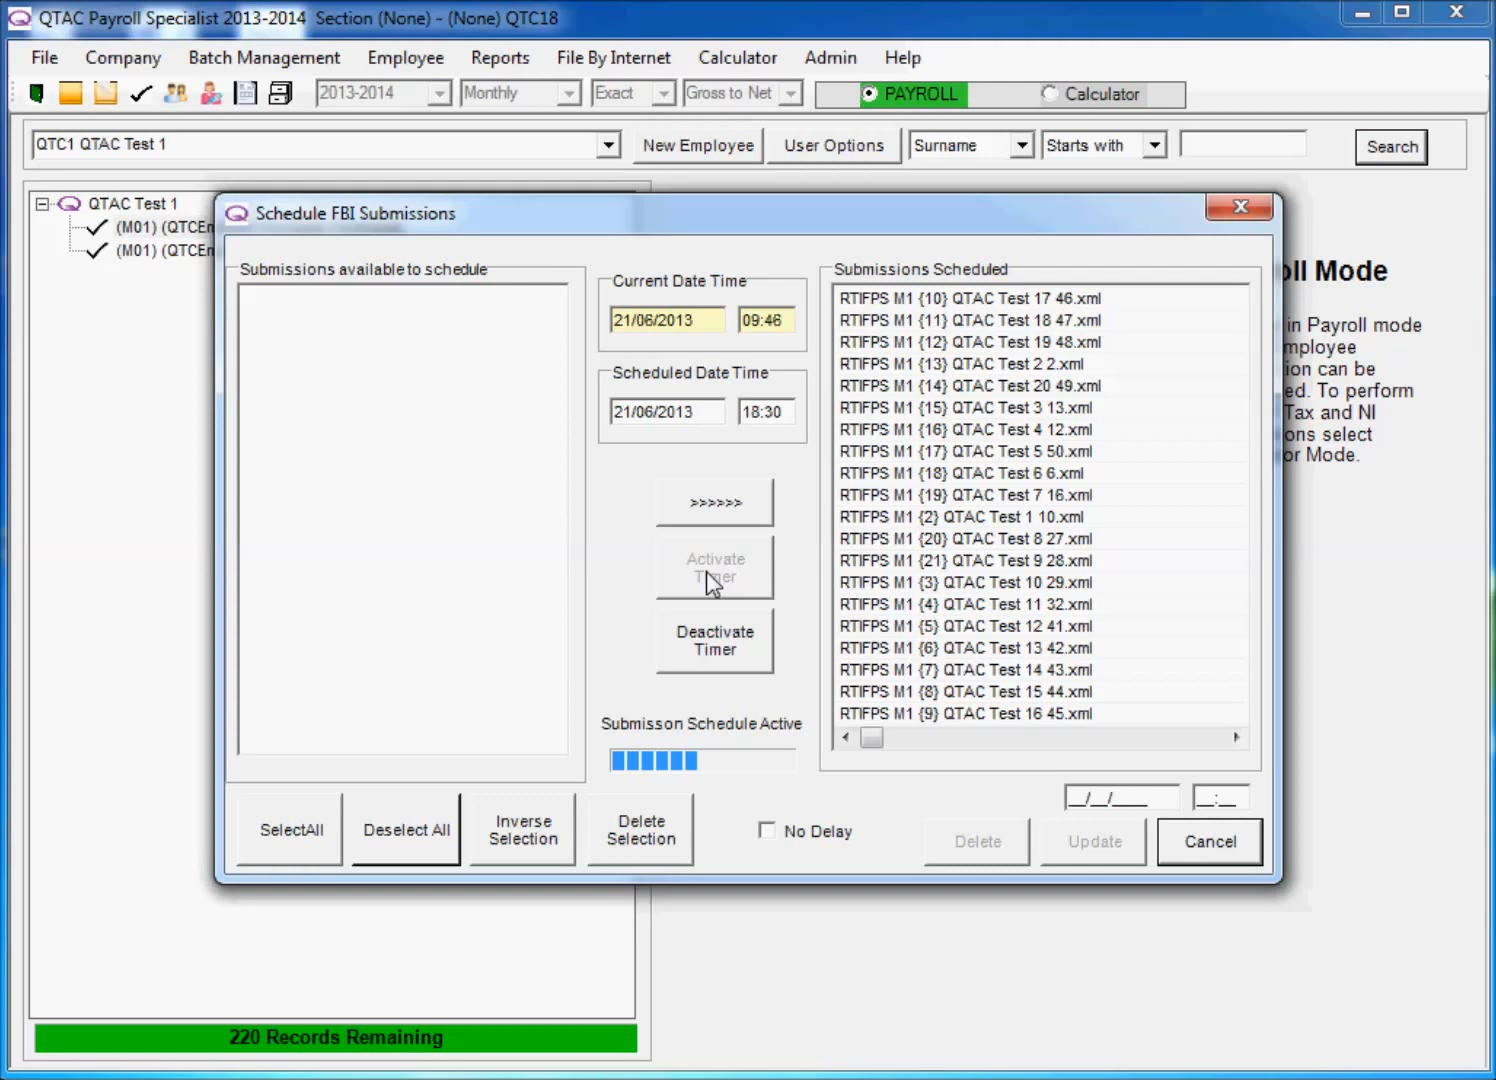 QTAC Payroll Specialist 2013-2014 Section (None) - (None) QTC18
File Company Batch Management Employee Reports File By Internet Calculator Admin Help
2013-2014 Monthly Exact Gross to Net PAYROLL Calculator
QTC1 QTAC Test 1 New Employee User Options Surname Starts with Search
QTAC Test 1
(M01) (QTCEn
(M01) (QTCEn
Schedule FBI Submissions
Submissions available to schedule
Current Date Time
21/06/2013 09:46
Scheduled Date Time
21/06/2013 18:30
>>>>>>
Activate
Timer
Deactivate
Timer
Submisson Schedule Active
Submissions Scheduled
RTIFPS M1 {10} QTAC Test 17 46.xml
RTIFPS M1 {11} QTAC Test 18 47.xml
RTIFPS M1 {12} QTAC Test 19 48.xml
RTIFPS M1 {13} QTAC Test 2 2.xml
RTIFPS M1 {14} QTAC Test 20 49.xml
RTIFPS M1 {15} QTAC Test 3 13.xml
RTIFPS M1 {16} QTAC Test 4 12.xml
RTIFPS M1 {17} QTAC Test 5 50.xml
RTIFPS M1 {18} QTAC Test 6 6.xml
RTIFPS M1 {19} QTAC Test 7 16.xml
RTIFPS M1 {2} QTAC Test 1 10.xml
RTIFPS M1 {20} QTAC Test 8 27.xml
RTIFPS M1 {21} QTAC Test 9 28.xml
RTIFPS M1 {3} QTAC Test 10 29.xml
RTIFPS M1 {4} QTAC Test 11 32.xml
RTIFPS M1 {5} QTAC Test 12 41.xml
RTIFPS M1 {6} QTAC Test 13 42.xml
RTIFPS M1 {7} QTAC Test 14 43.xml
RTIFPS M1 {8} QTAC Test 15 44.xml
RTIFPS M1 {9} QTAC Test 16 45.xml
__/__/____ __:__
SelectAll Deselect All Inverse Selection Delete Selection No Delay Delete Update Cancel
oll Mode
in Payroll mode
mployee
ion can be
ed. To perform
Tax and NI
ons select
or Mode.
220 Records Remaining